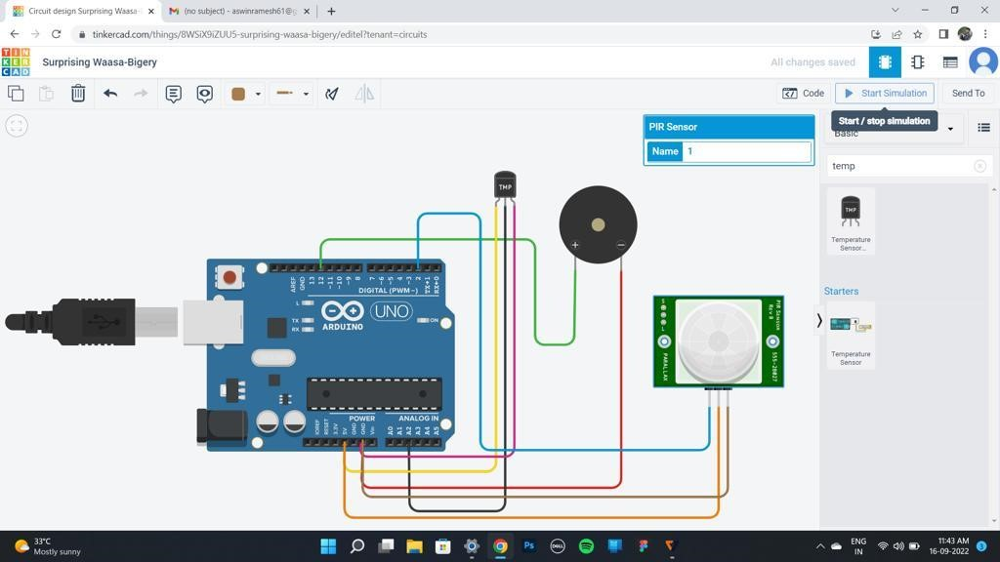 Circuit design Surprising Waasa-
(no subject) - aswinramesh61@g
tinkercad.com/things/8WSiX9iZUU5-surprising-waasa-bigery/editel?tenant=circuits
TIN
KER
CAD
Surprising Waasa-Bigery
All changes saved
Code
Start Simulation
Send To
Start / stop simulation
Basic
PIR Sensor
Name
1
temp
TMP
TMP
Temperature
Sensor...
Starters
Temperature
Sensor
AREF
GND
13
12
~11
~10
~9
8
7
~6
~5
4
~3
2
TX→1
RX←0
DIGITAL (PWM~)
L
TX
RX
ARDUINO
UNO
ON
POWER
ANALOG IN
IOREF
RESET
3.3V
5V
GND
GND
Vin
A0
A1
A2
A3
A4
A5
PIR SENSOR
Rev B
PARALLAX
555-28027
33°C
Mostly sunny
Ps
DELL
ENG
IN
11:43 AM
16-09-2022
3